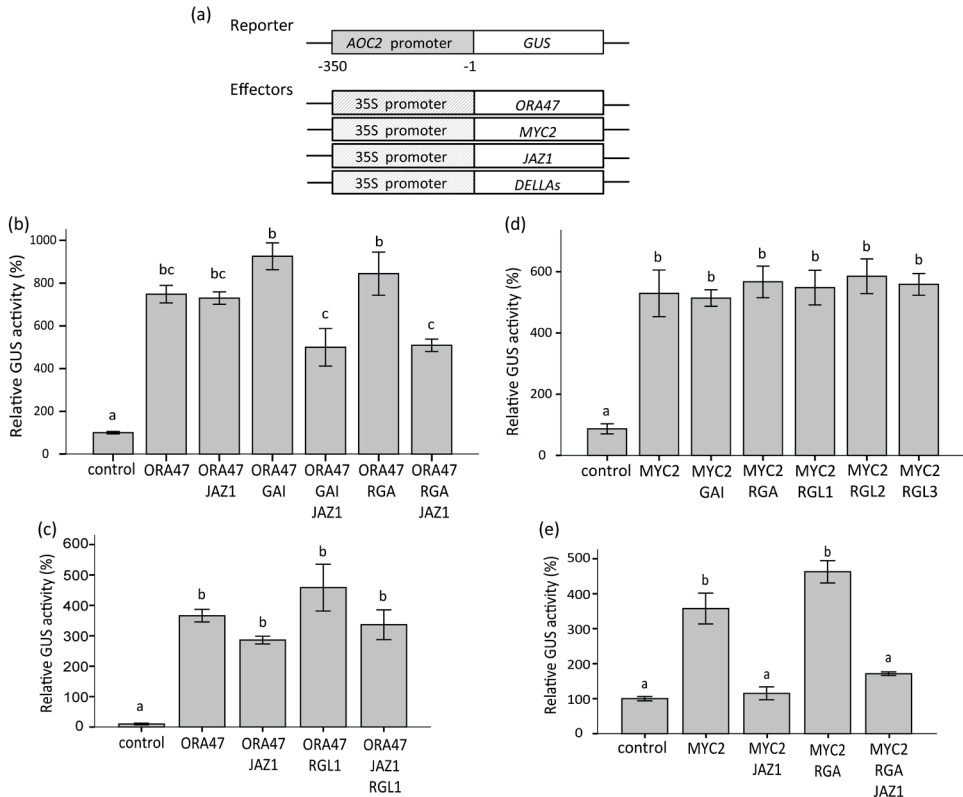 (a)
Reporter
AOC2 promoter GUS
-350 -1
Effectors
35S promoter ORA47
35S promoter MYC2
35S promoter JAZ1
35S promoter DELLAs
(b)
Relative GUS activity (%)
1000
800
600
400
200
0
a bc bc b c b c
control ORA47 ORA47 ORA47 ORA47 ORA47 ORA47
JAZ1 GAI GAI RGA RGA
JAZ1 JAZ1
(d)
Relative GUS activity (%)
600
400
200
0
a b b b b b b
control MYC2 MYC2 MYC2 MYC2 MYC2 MYC2
GAI RGA RGL1 RGL2 RGL3
(c)
Relative GUS activity (%)
600
500
400
300
200
100
0
a b b b b
control ORA47 ORA47 ORA47 ORA47
JAZ1 RGL1 JAZ1
RGL1
(e)
Relative GUS activity (%)
500
400
300
200
100
0
a b a b a
control MYC2 MYC2 MYC2 MYC2
JAZ1 RGA RGA
JAZ1